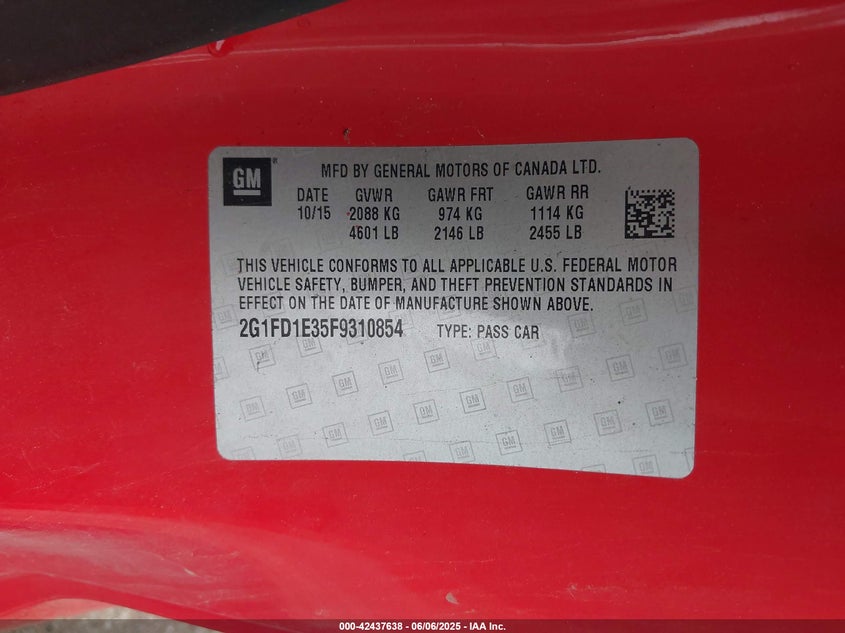 GM ® MFD BY GENERAL MOTORS OF CANADA LTD.
DATE GVWR GAWR FRT GAWR RR
10/15 2088 KG 974 KG 1114 KG
4601 LB 2146 LB 2455 LB
THIS VEHICLE CONFORMS TO ALL APPLICABLE U.S. FEDERAL MOTOR
VEHICLE SAFETY, BUMPER, AND THEFT PREVENTION STANDARDS IN
EFFECT ON THE DATE OF MANUFACTURE SHOWN ABOVE.
2G1FD1E35F9310854 TYPE: PASS CAR
000-42437638 - 06/06/2025 - IAA Inc.